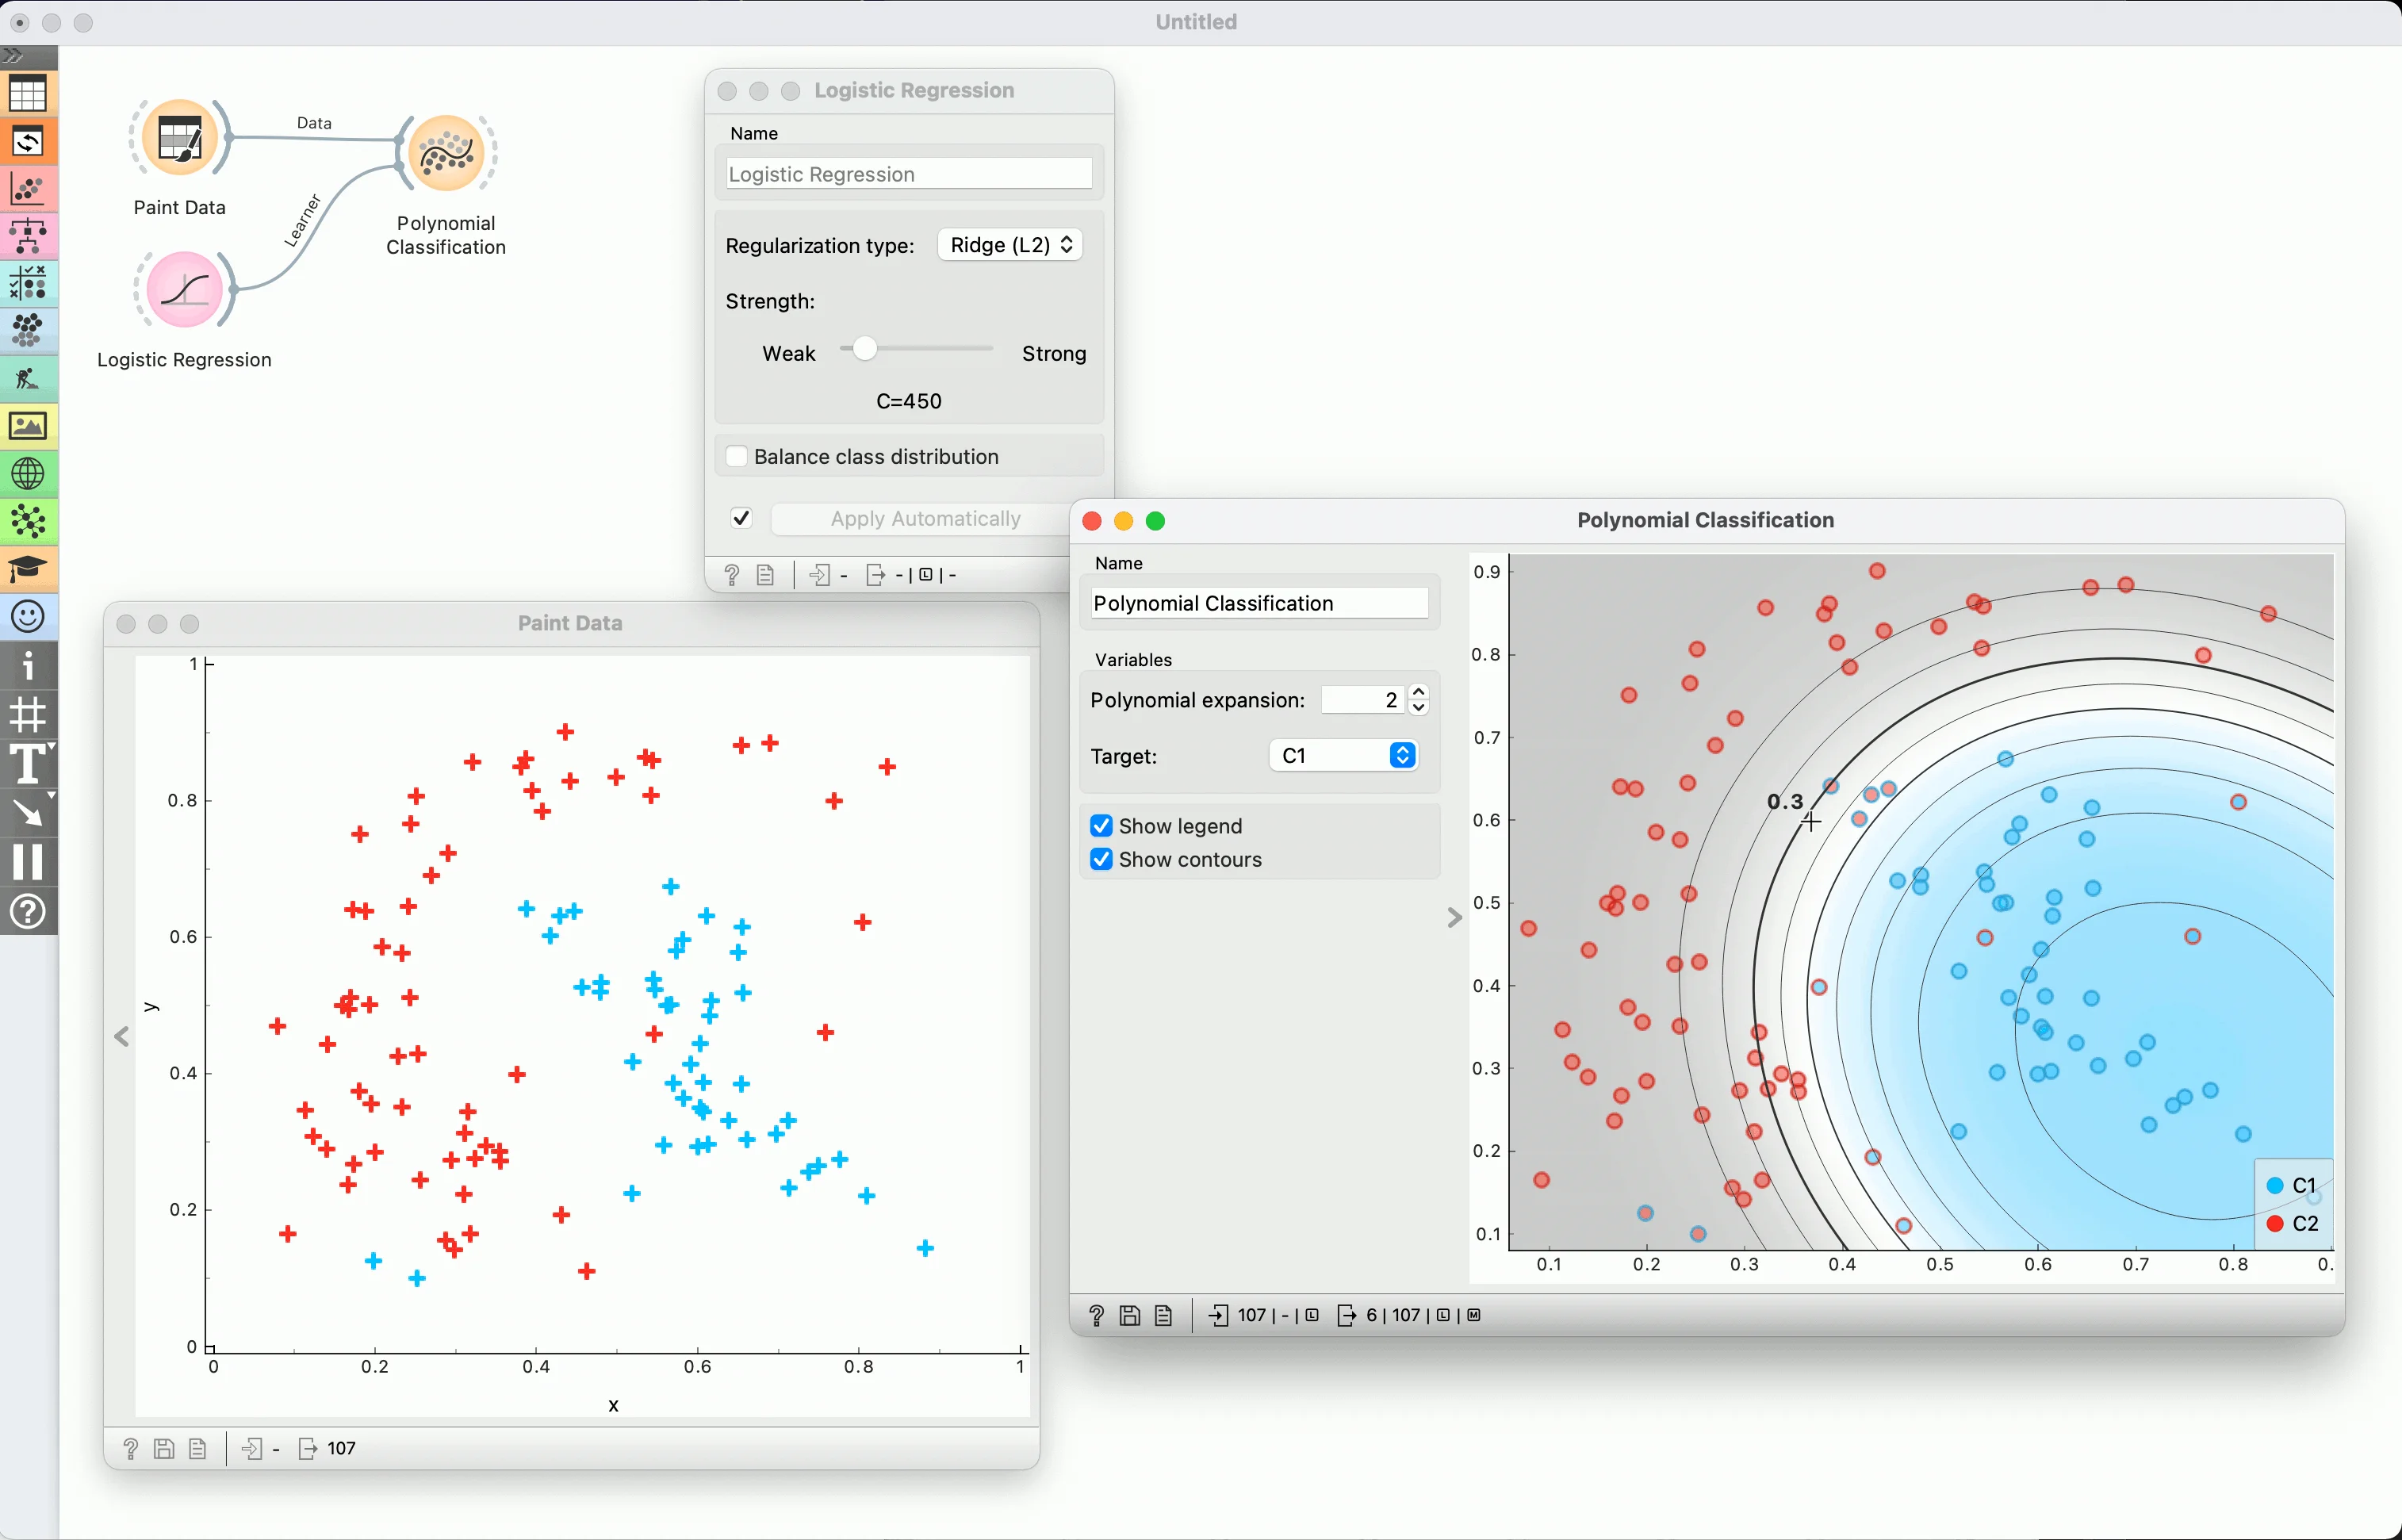 Untitled
Data
Learner
Paint Data
Polynomial
Classification
Logistic Regression
Logistic Regression
Name
Logistic Regression
Regularization type: Ridge (L2)
Strength:
Weak Strong
C=450
Balance class distribution
Apply Automatically
- - | L | -
Paint Data
1
0.8
0.6
0.4
0.2
0
y
0 0.2 0.4 0.6 0.8 1
x
- 107
Polynomial Classification
Name
Polynomial Classification
Variables
Polynomial expansion: 2
Target: C1
Show legend
Show contours
0.9
0.8
0.7
0.6
0.5
0.4
0.3
0.2
0.1
0.3
C1
C2
0.1 0.2 0.3 0.4 0.5 0.6 0.7 0.8 0.
107 | - | L 6 | 107 | L | M